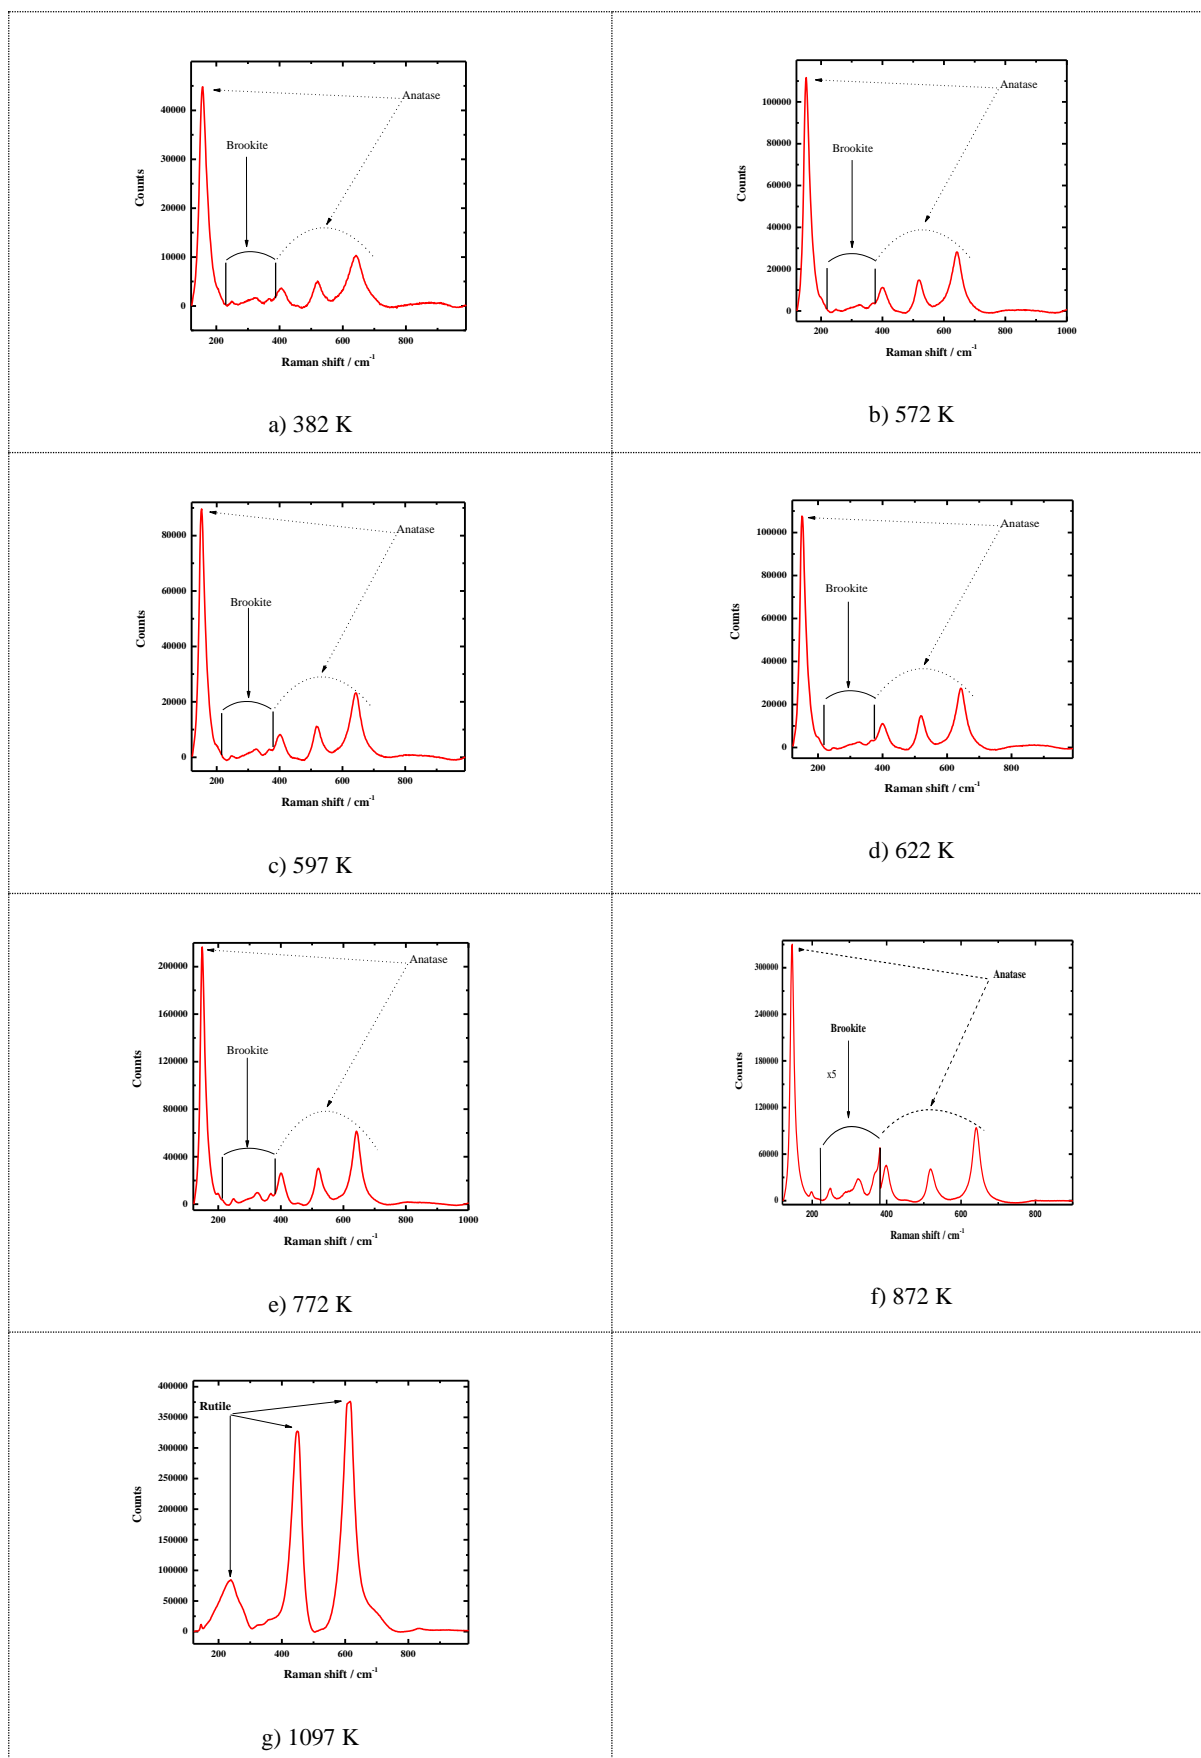 Anatase
Brookite
Counts
40000
30000
20000
10000
0
200 400 600 800
Raman shift / cm-1
a) 382 K
Anatase
Brookite
Counts
100000
80000
60000
40000
20000
0
200 400 600 800 1000
Raman shift / cm-1
b) 572 K
Anatase
Brookite
Counts
80000
60000
40000
20000
0
200 400 600 800
Raman shift / cm-1
c) 597 K
Anatase
Brookite
Counts
100000
80000
60000
40000
20000
0
200 400 600 800
Raman shift / cm-1
d) 622 K
Anatase
Brookite
Counts
200000
160000
120000
80000
40000
0
200 400 600 800 1000
Raman shift / cm-1
e) 772 K
Anatase
Brookite
x5
Counts
300000
240000
180000
120000
60000
0
200 400 600 800
Raman shift / cm-1
f) 872 K
Rutile
Counts
400000
350000
300000
250000
200000
150000
100000
50000
0
200 400 600 800
Raman shift / cm-1
g) 1097 K